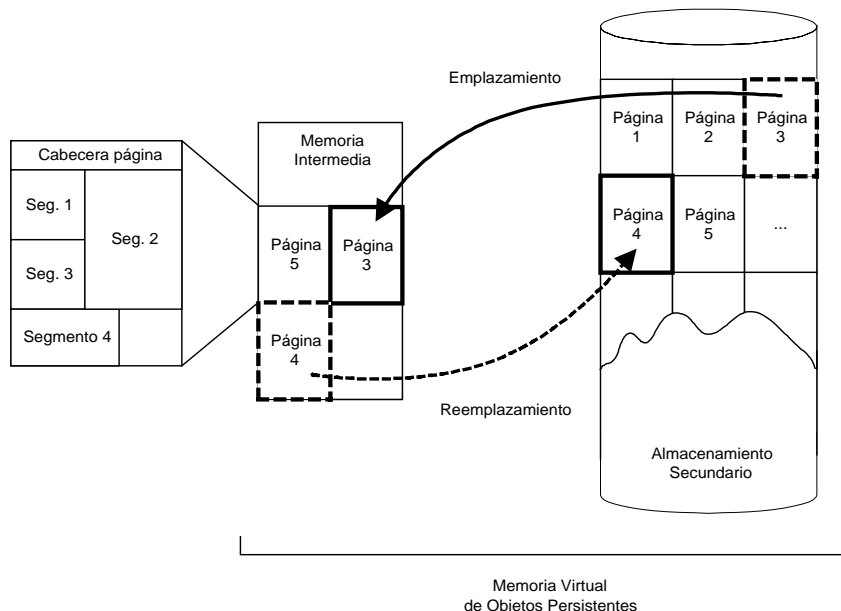 Emplazamiento
Página
1
Página
2
Página
3
Memoria
Intermedia
Cabecera página
Seg. 1
Seg. 2
Seg. 3
Segmento 4
Página
5
Página
3
Página
4
Página
4
Página
5
...
Reemplazamiento
Almacenamiento
Secundario
Memoria Virtual
de Objetos Persistentes